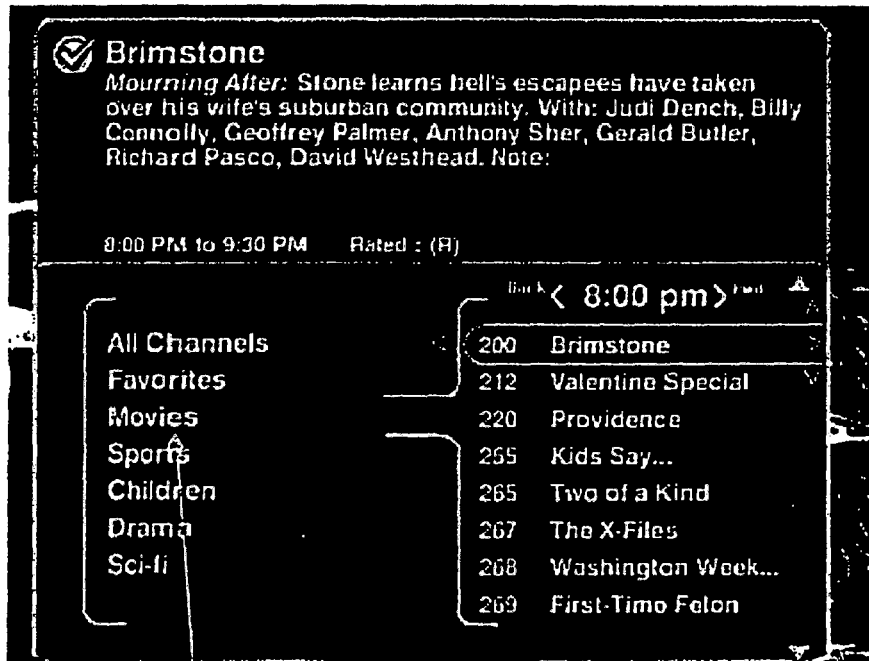 Brimstone
Mourning After: Stone learns hell's escapees have taken
over his wife's suburban community. With: Judi Dench, Billy
Connolly, Geoffrey Palmer, Anthony Sher, Gerald Butler,
Richard Pasco, David Westhead. Note:
8:00 PM to 9:30 PM Rated : (R)
Back < 8:00 pm > Fwd
All Channels
Favorites
Movies
Sports
Children
Drama
Sci-fi
200 Brimstone
212 Valentine Special
220 Providence
255 Kids Say...
265 Two of a Kind
267 The X-Files
268 Washington Week...
269 First-Time Felon